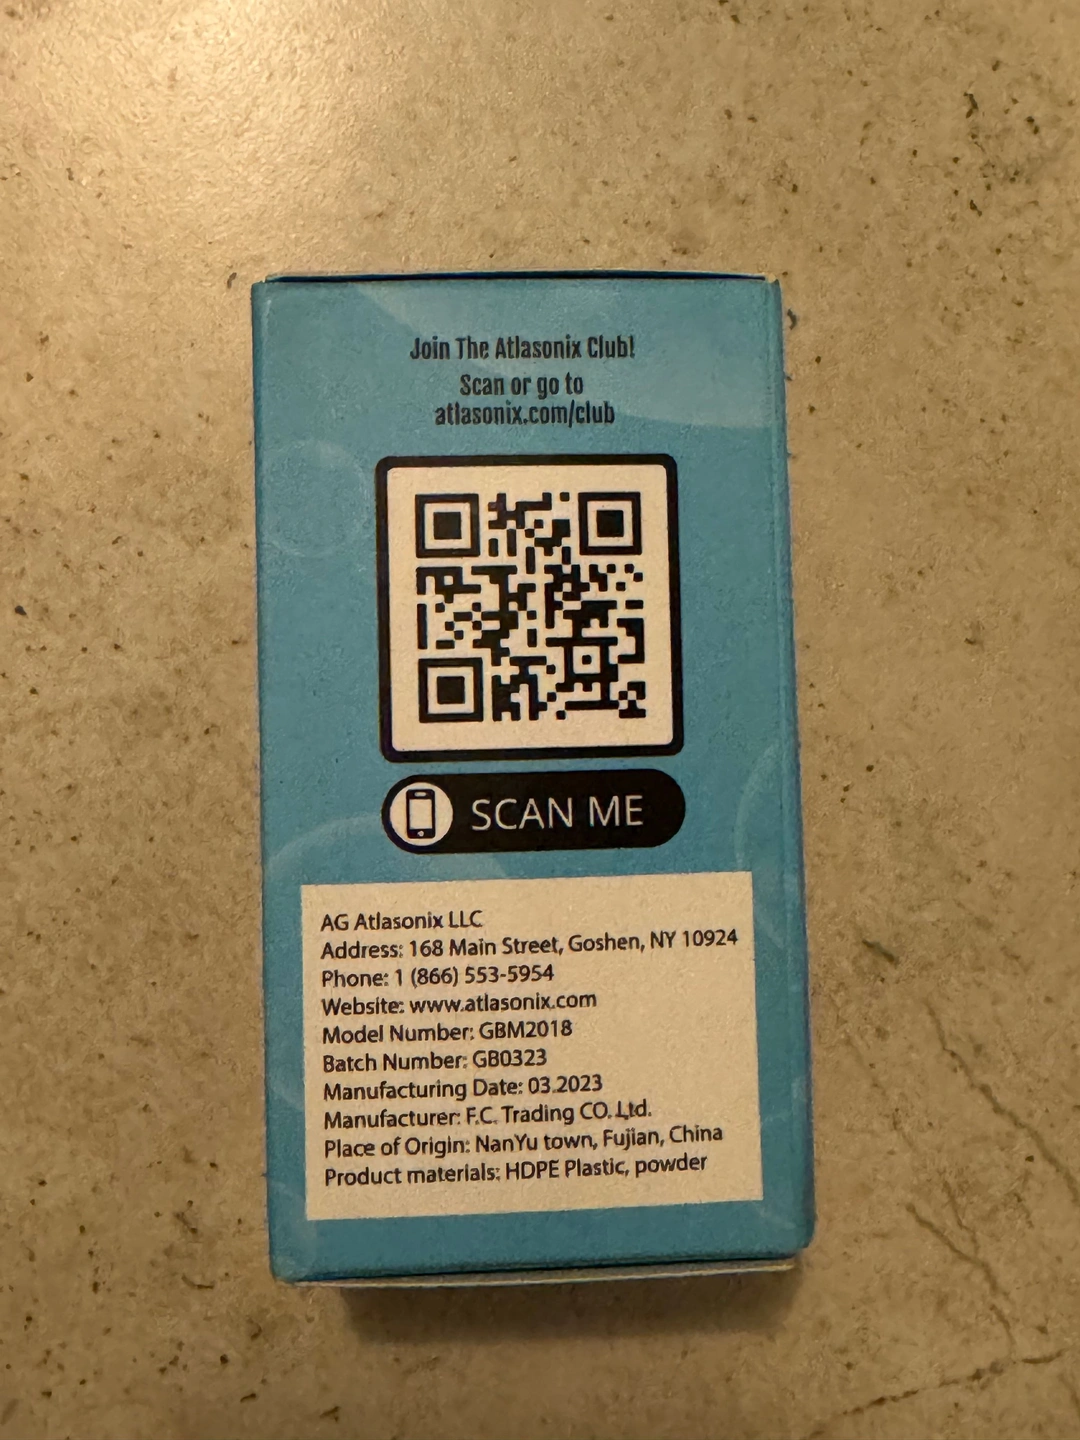 Join The Atlasonix Club!
Scan or go to
atlasonix.com/club
SCAN ME
AG Atlasonix LLC
Address: 168 Main Street, Goshen, NY 10924
Phone: 1 (866) 553-5954
Website: www.atlasonix.com
Model Number: GBM2018
Batch Number: GB0323
Manufacturing Date: 03.2023
Manufacturer: F.C. Trading CO. Ltd.
Place of Origin: NanYu town, Fujian, China
Product materials: HDPE Plastic, powder